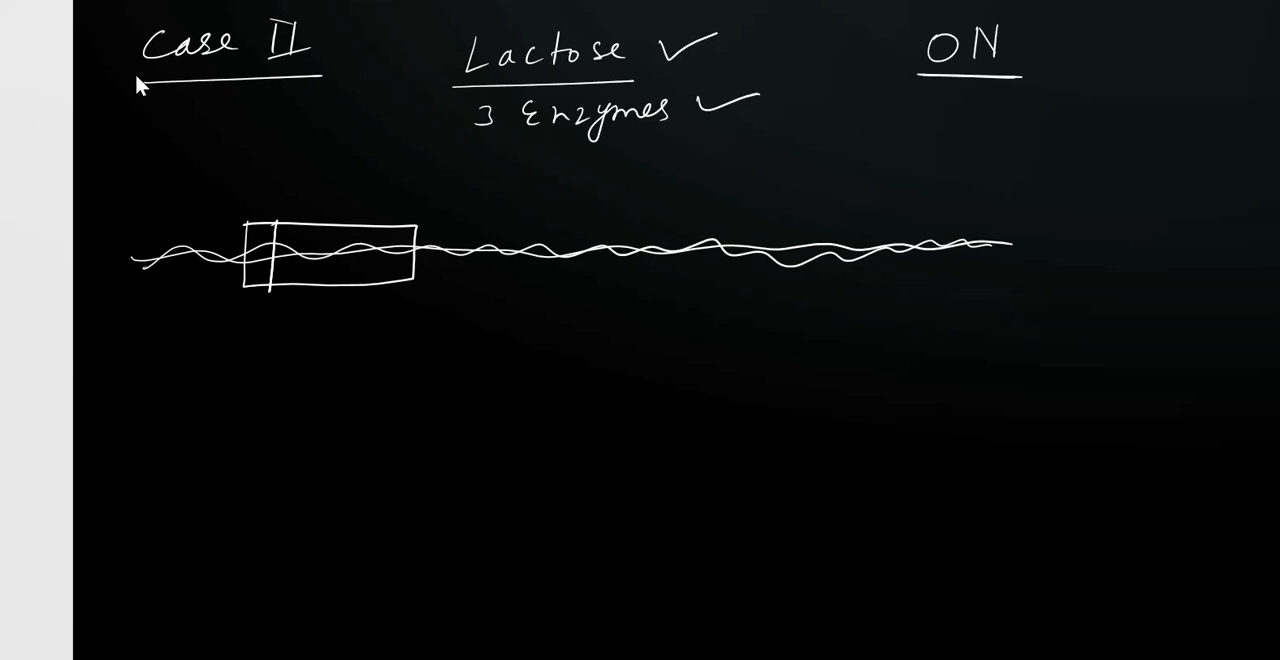 Case II
Lactose ✓
ON
3 Enzymes ✓